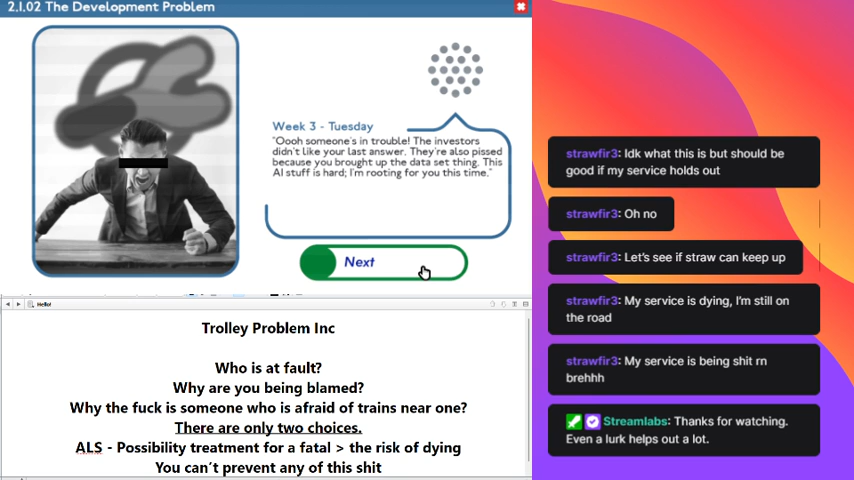 2.1.02 The Development Problem
Week 3 - Tuesday
"Oooh someone's in trouble! The investors
didn't like your last answer. They're also pissed
because you brought up the data set thing. This
AI stuff is hard; I'm rooting for you this time."
Next
Hello!
Trolley Problem Inc
Who is at fault?
Why are you being blamed?
Why the fuck is someone who is afraid of trains near one?
There are only two choices.
ALS - Possibility treatment for a fatal > the risk of dying
You can't prevent any of this shit
strawfir3: Idk what this is but should be
good if my service holds out
strawfir3: Oh no
strawfir3: Let's see if straw can keep up
strawfir3: My service is dying, I'm still on
the road
strawfir3: My service is being shit rn
brehhh
Streamlabs: Thanks for watching.
Even a lurk helps out a lot.